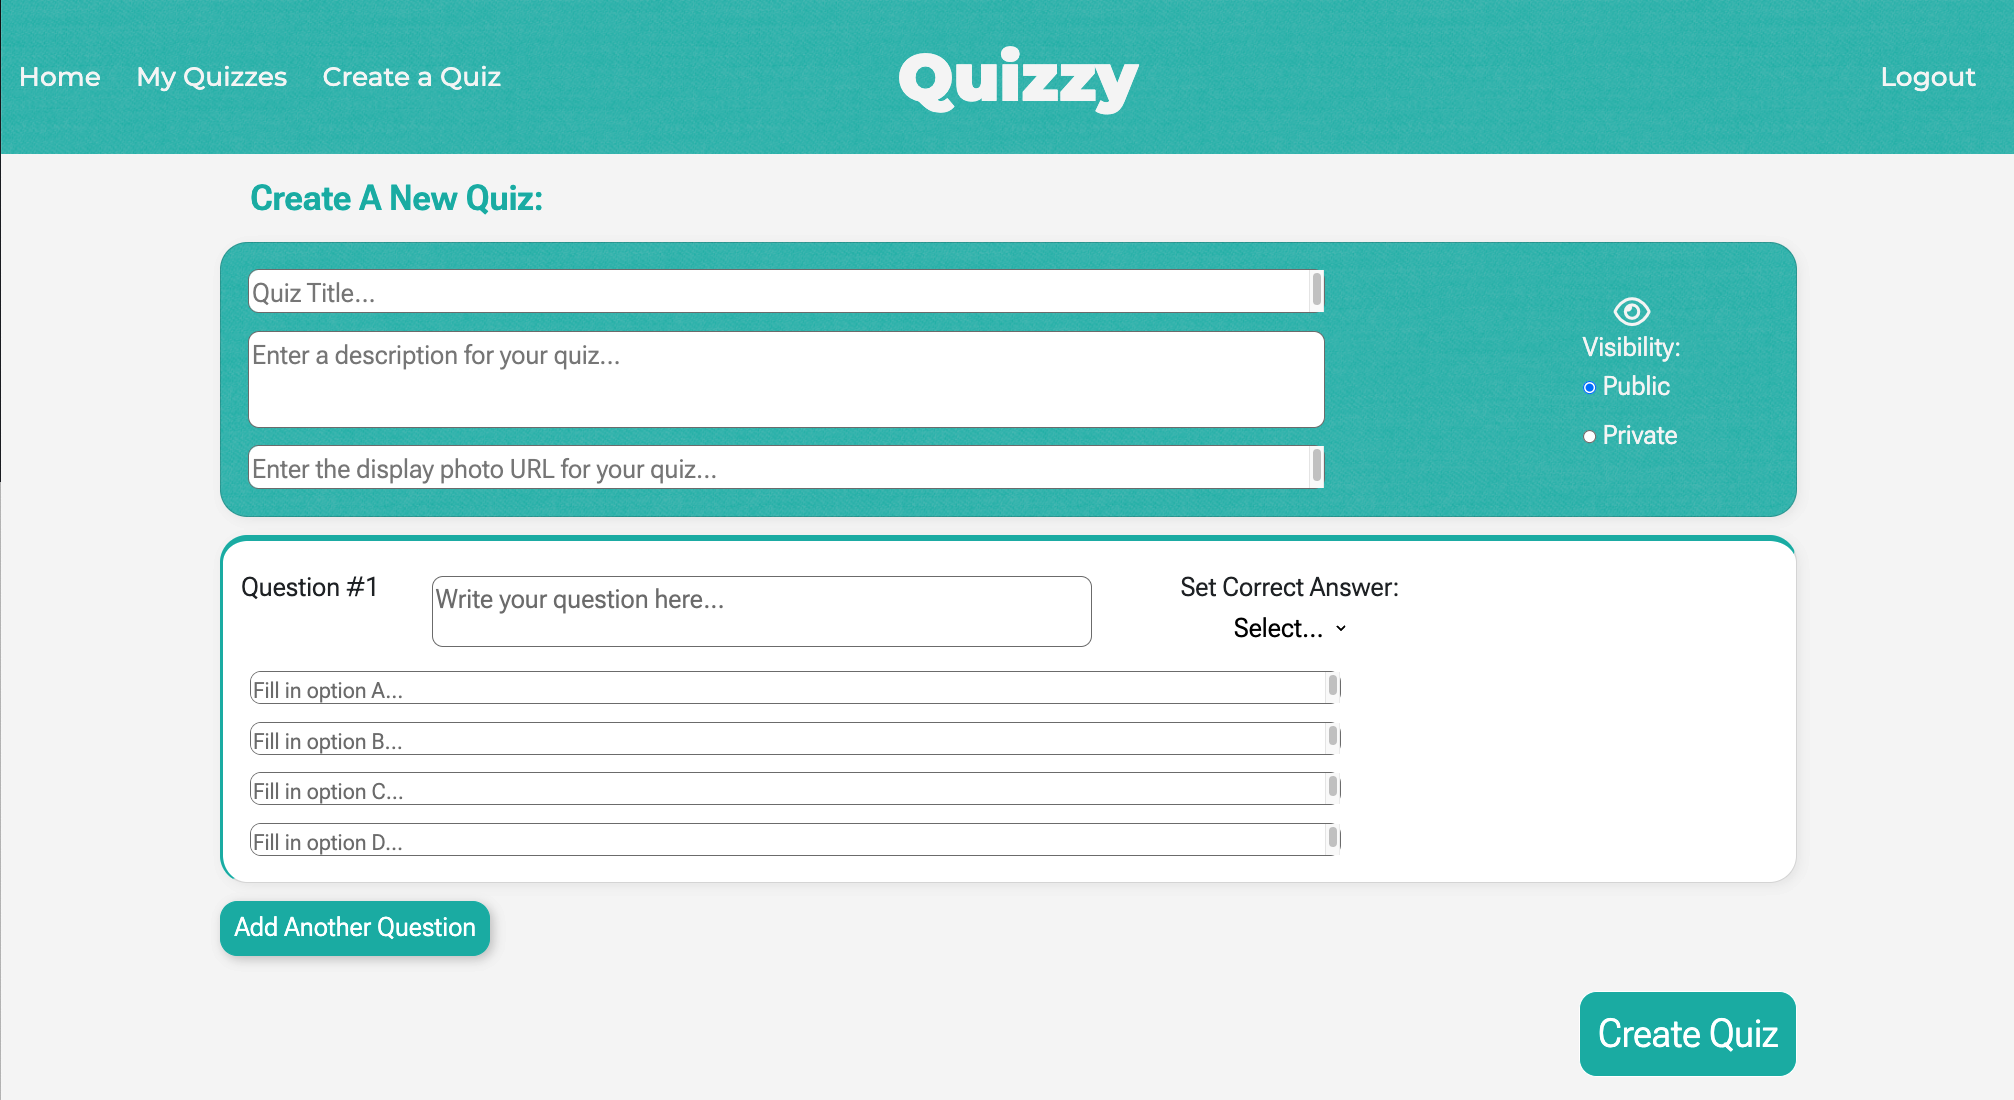 Home My Quizzes Create a Quiz Quizzy Logout
Create A New Quiz:
Quiz Title...
Enter a description for your quiz...
Enter the display photo URL for your quiz...
Visibility:
Public
Private
Question #1
Write your question here...
Set Correct Answer:
Select...
Fill in option A...
Fill in option B...
Fill in option C...
Fill in option D...
Add Another Question
Create Quiz